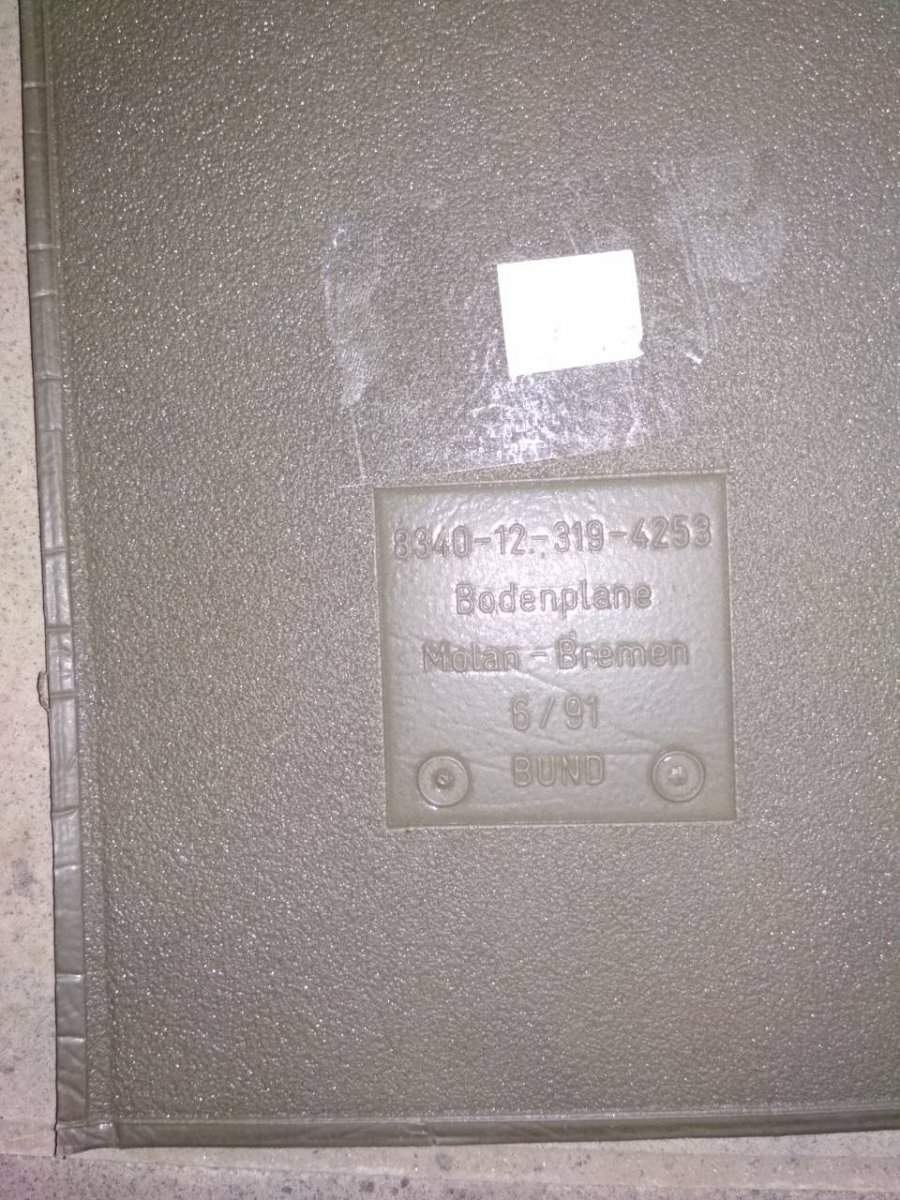 8340-12.-319-4253
Bodenplane
Molan - Bremen
6/91
BUND